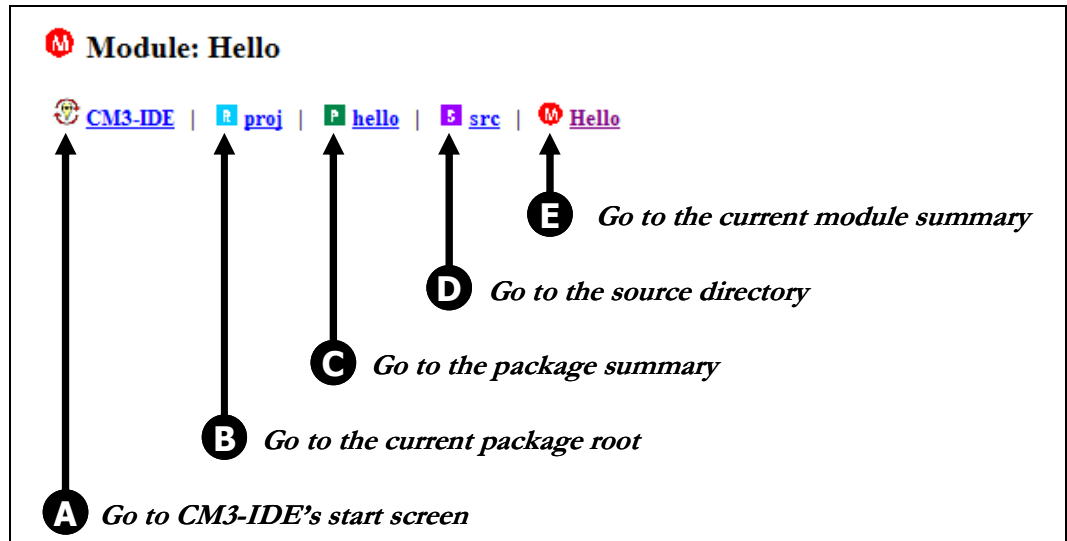 Module: Hello
CM3-IDE | R proj | P hello | S src | M Hello
E Go to the current module summary
D Go to the source directory
C Go to the package summary
B Go to the current package root
A Go to CM3-IDE's start screen